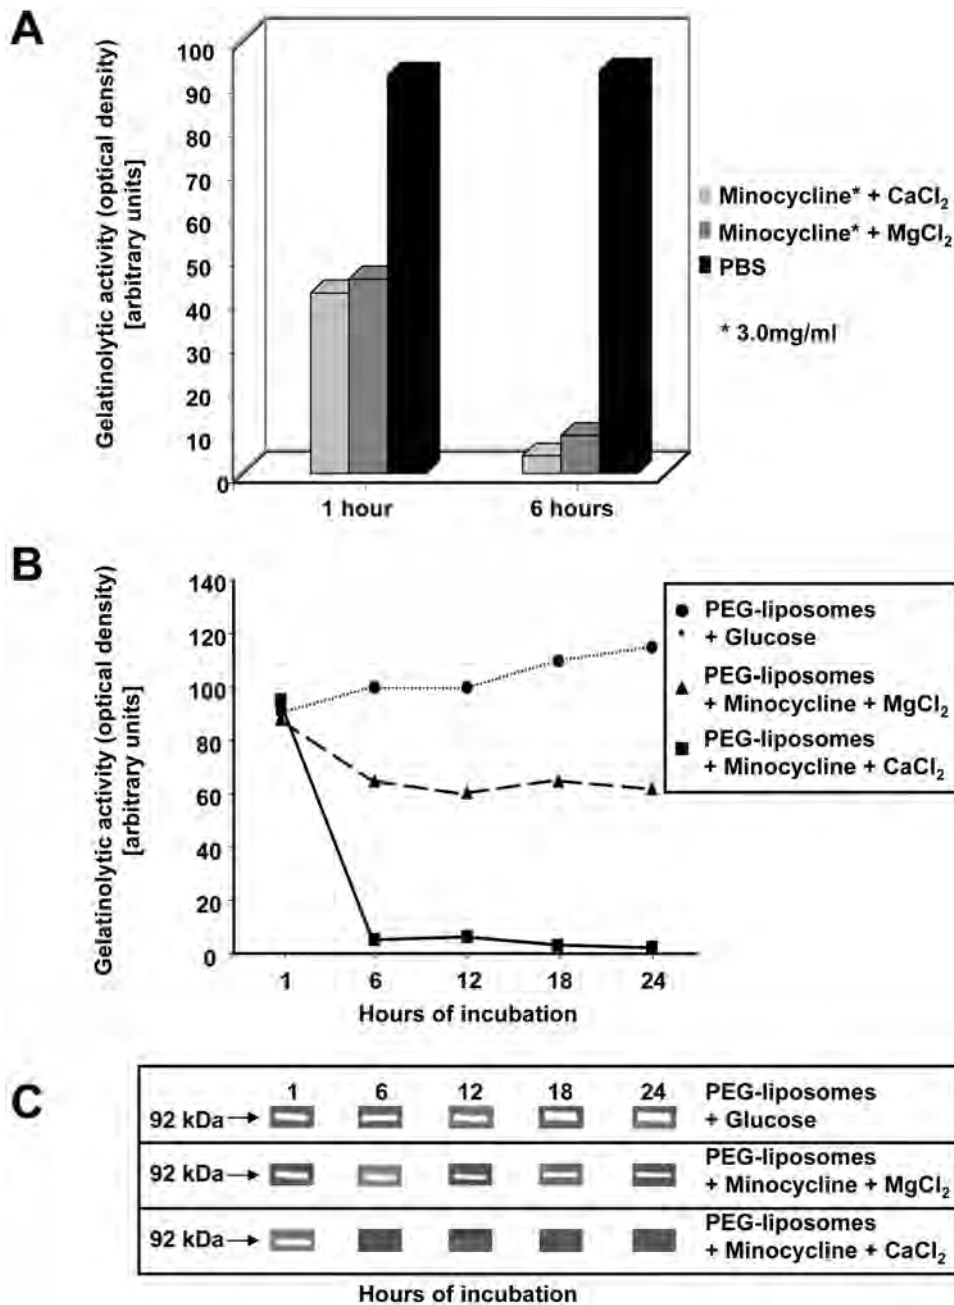 A
Gelatinolytic activity (optical density)
[arbitrary units]
100
90
80
70
60
50
40
30
20
10
0
1 hour
6 hours
Minocycline* + CaCl₂
Minocycline* + MgCl₂
PBS
* 3.0mg/ml
B
Gelatinolytic activity (optical density)
[arbitrary units]
140
120
100
80
60
40
20
0
1
6
12
18
24
Hours of incubation
PEG-liposomes
* + Glucose
PEG-liposomes
+ Minocycline + MgCl₂
PEG-liposomes
+ Minocycline + CaCl₂
C
1 6 12 18 24 PEG-liposomes
92 kDa + Glucose
PEG-liposomes
92 kDa + Minocycline + MgCl₂
PEG-liposomes
92 kDa + Minocycline + CaCl₂
Hours of incubation